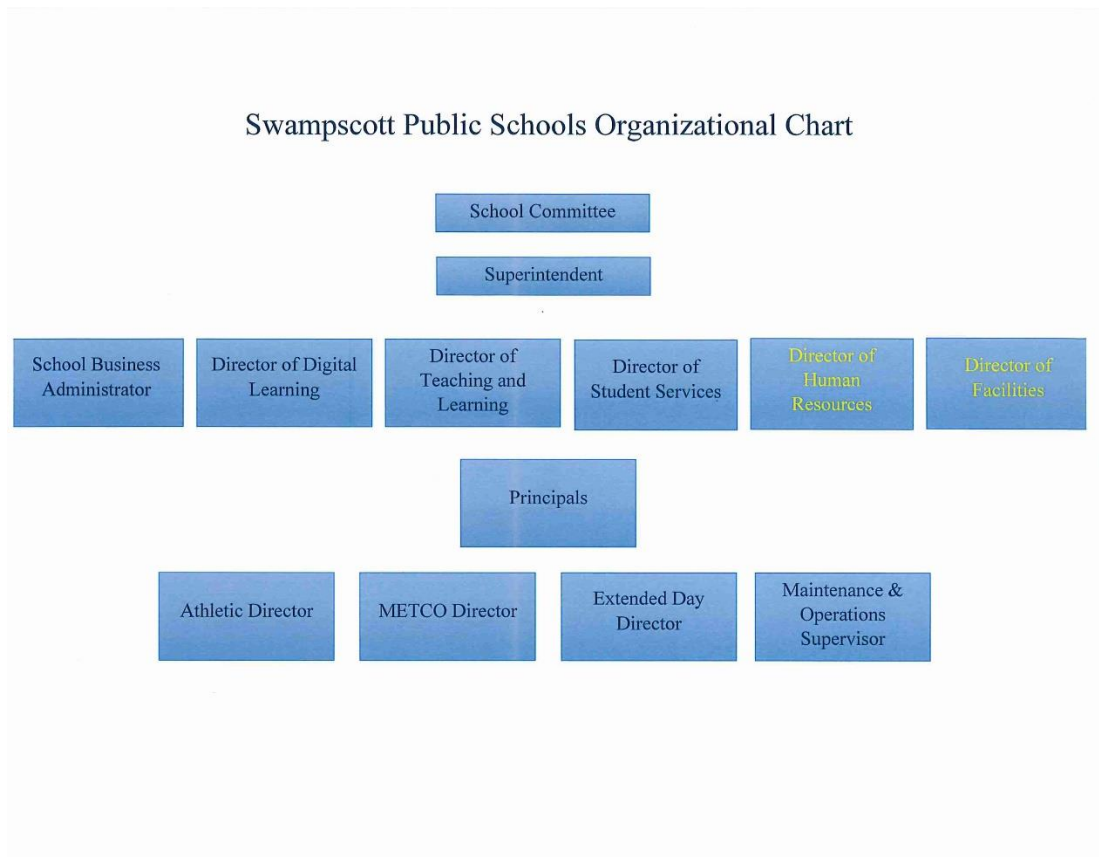 Swampscott Public Schools Organizational Chart
School Committee
Superintendent
School Business
Administrator
Director of Digital
Learning
Director of
Teaching and
Learning
Director of
Student Services
Director of
Human
Resources
Director of
Facilities
Principals
Athletic Director
METCO Director
Extended Day
Director
Maintenance &
Operations
Supervisor